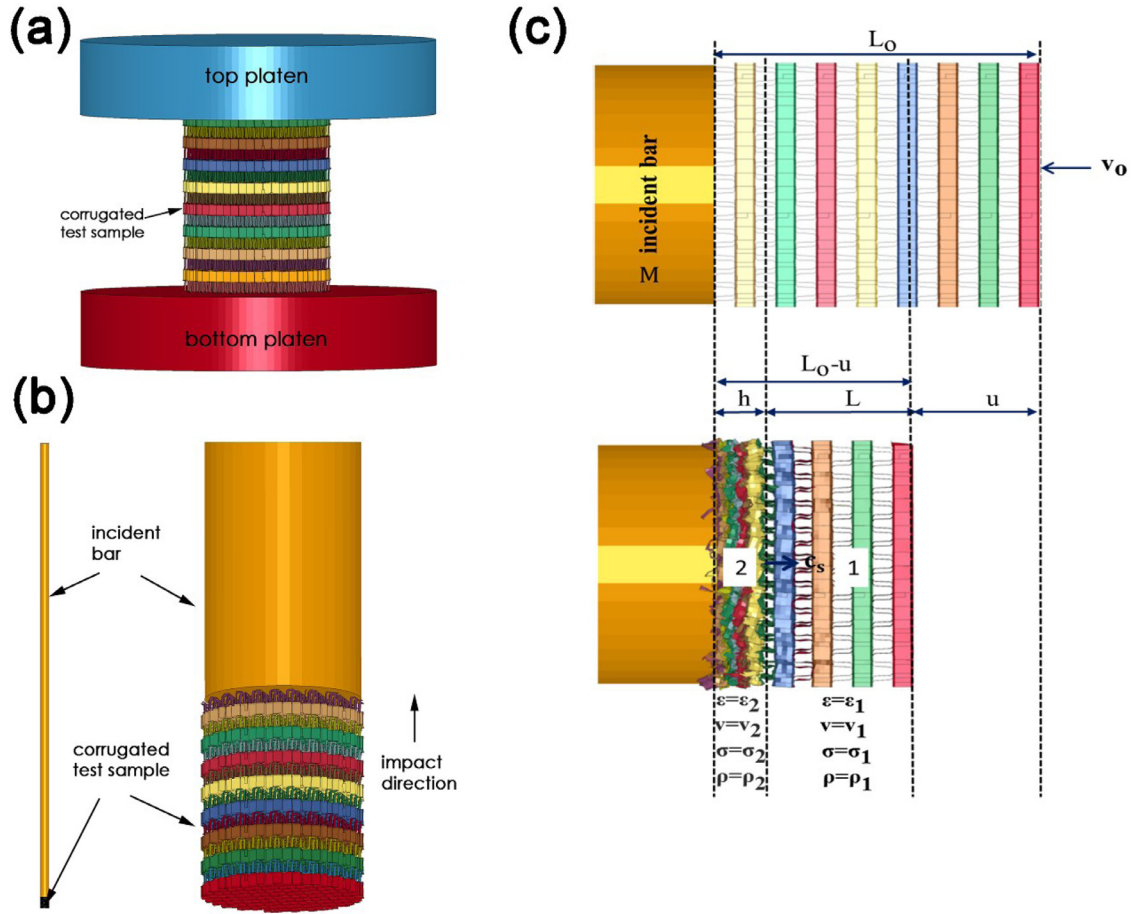 (a)
top platen
corrugated
test sample
bottom platen
(b)
incident
bar
corrugated
test sample
impact
direction
(c)
Lo
M incident bar
vo
Lo-u
h
L
u
2
cs
1
ε=ε2
v=v2
σ=σ2
ρ=ρ2
ε=ε1
v=v1
σ=σ1
ρ=ρ1